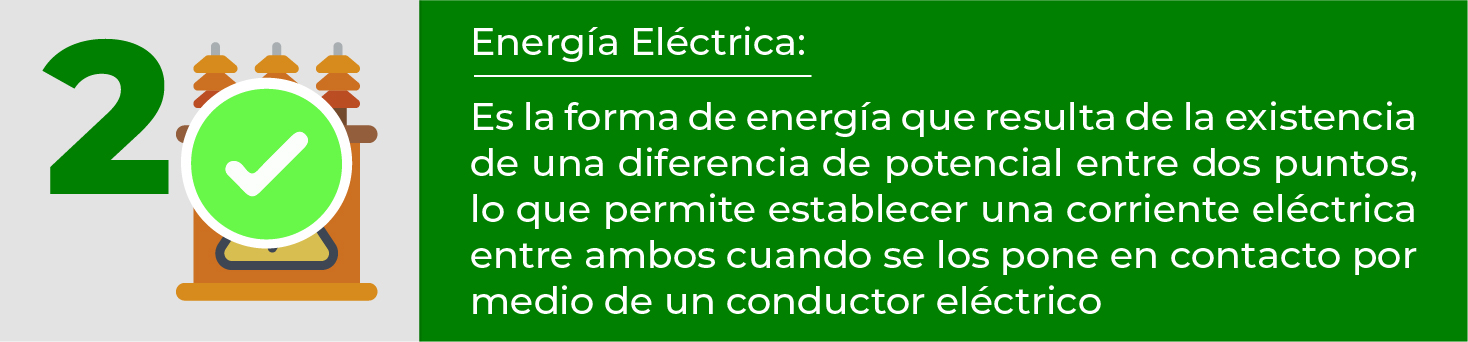 2
Energía Eléctrica:
Es la forma de energía que resulta de la existencia
de una diferencia de potencial entre dos puntos,
lo que permite establecer una corriente eléctrica
entre ambos cuando se los pone en contacto por
medio de un conductor eléctrico